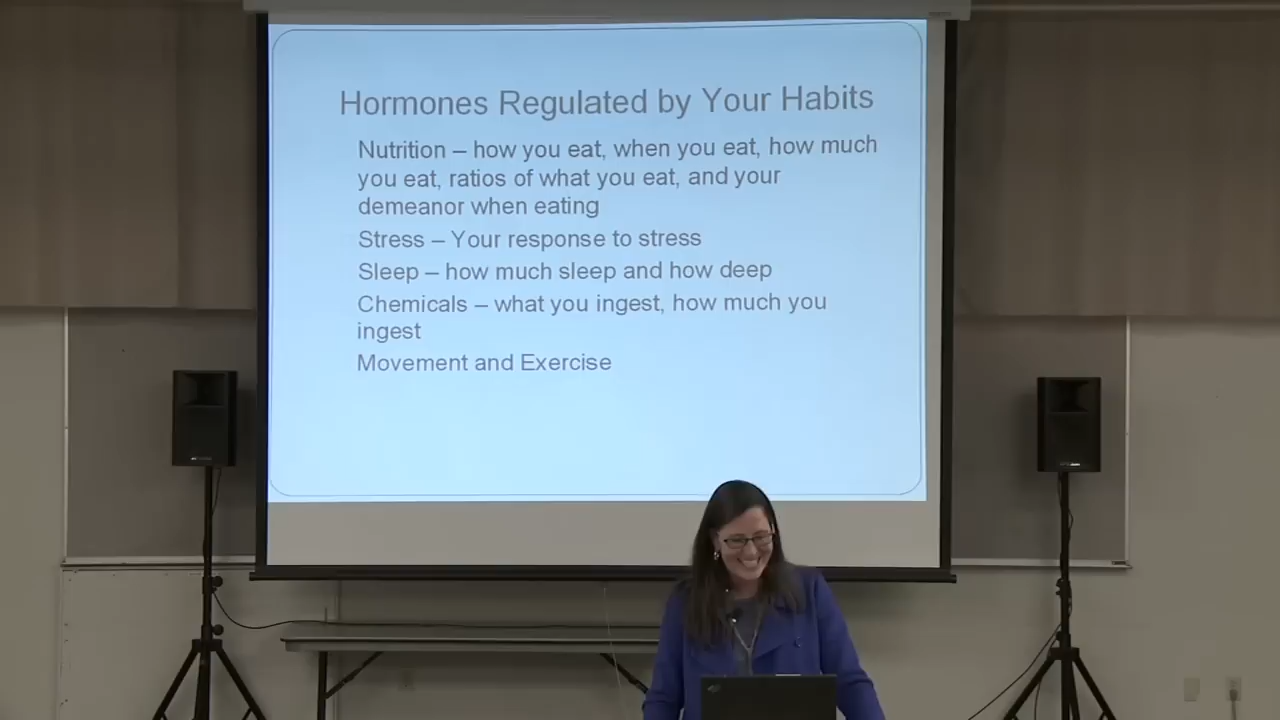 Hormones Regulated by Your Habits
Nutrition – how you eat, when you eat, how much
you eat, ratios of what you eat, and your
demeanor when eating
Stress – Your response to stress
Sleep – how much sleep and how deep
Chemicals – what you ingest, how much you
ingest
Movement and Exercise